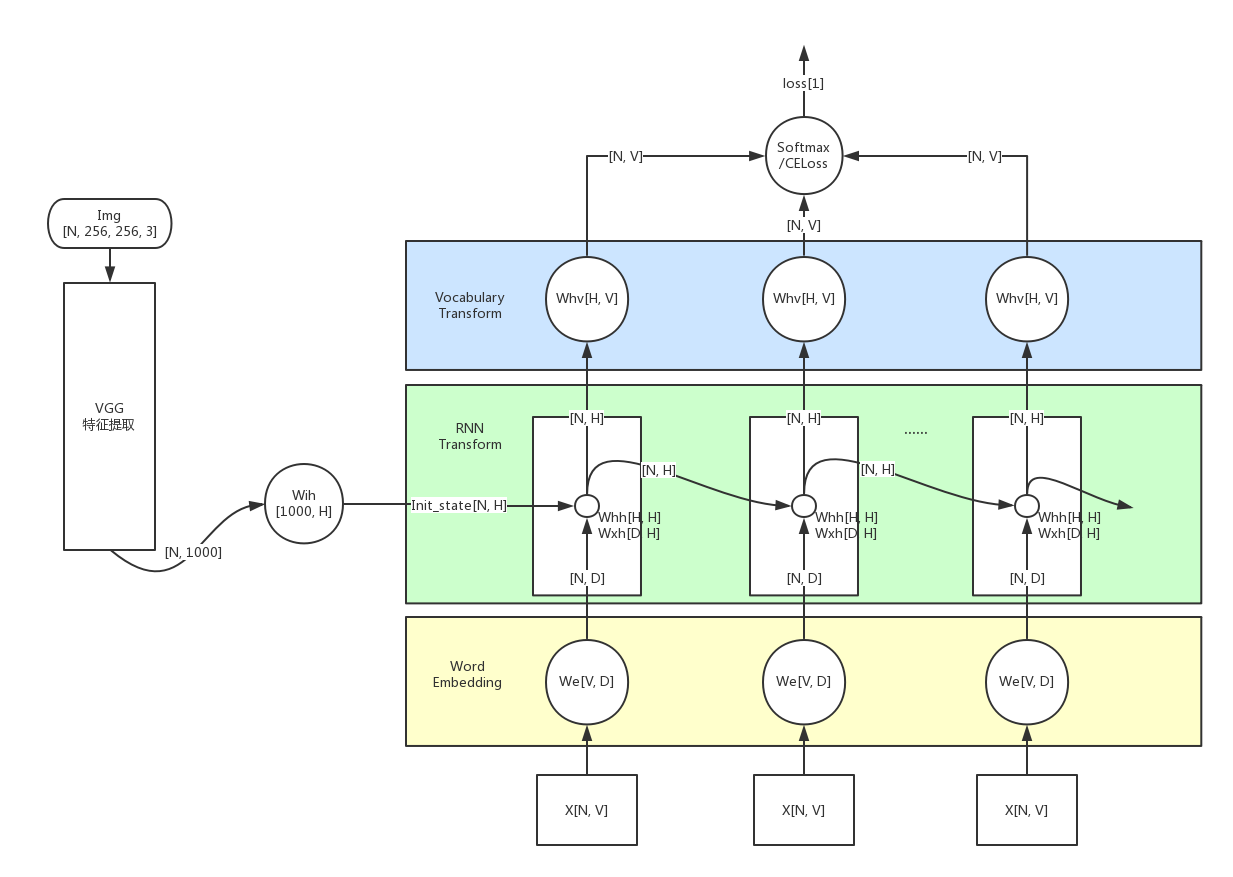 loss[1]
Softmax
/CELoss
[N, V]
[N, V]
[N, V]
Img
[N, 256, 256, 3]
VGG
特征提取
[N, 1000]
Wih
[1000, H]
Init_state[N, H]
Vocabulary
Transform
Whv[H, V]
Whv[H, V]
Whv[H, V]
RNN
Transform
[N, H]
[N, H]
[N, H]
......
[N, H]
[N, H]
Whh[H, H]
Wxh[D, H]
Whh[H, H]
Wxh[D, H]
Whh[H, H]
Wxh[D, H]
[N, D]
[N, D]
[N, D]
Word
Embedding
We[V, D]
We[V, D]
We[V, D]
X[N, V]
X[N, V]
X[N, V]